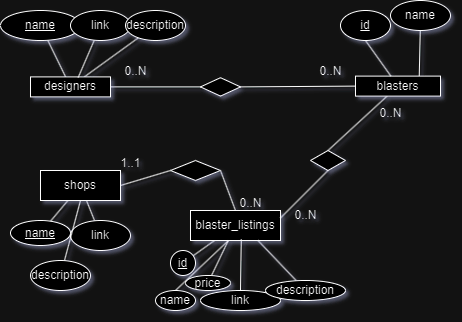 name
link
description
id
name
0..N
0..N
designers
blasters
0..N
1..1
shops
0..N
0..N
blaster_listings
name
link
id
description
price
description
name
link